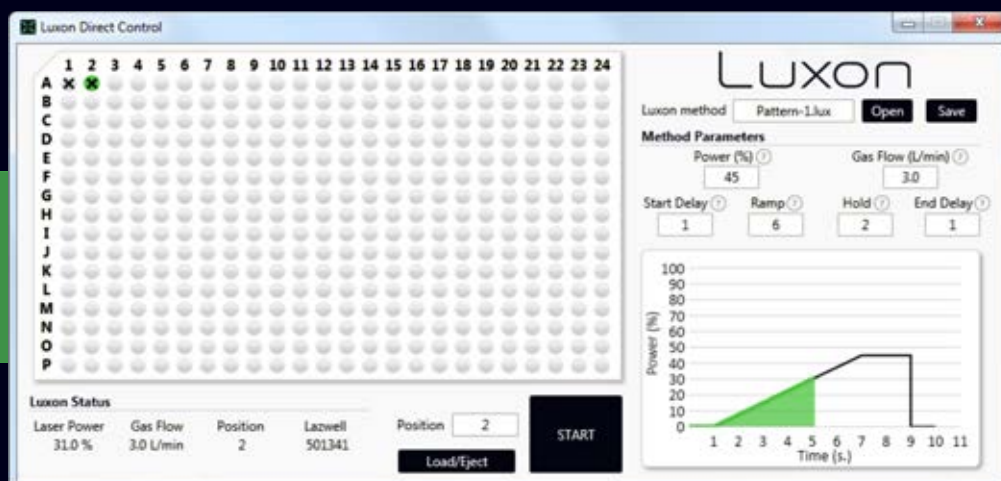 Luxon Direct Control
1 2 3 4 5 6 7 8 9 10 11 12 13 14 15 16 17 18 19 20 21 22 23 24
A
B
C
D
E
F
G
H
I
J
K
L
M
N
O
P
LUXON
Luxon method Pattern-1.lux Open Save
Method Parameters
Power (%) ? Gas Flow (L/min) ?
45 3.0
Start Delay ? Ramp ? Hold ? End Delay ?
1 6 2 1
100
90
80
70
60
50
40
30
20
10
0
Power (%)
1 2 3 4 5 6 7 8 9 10 11
Time (s.)
Luxon Status
Laser Power Gas Flow Position Lazwell
31.0 % 3.0 L/min 2 501341
Position 2
Load/Eject
START